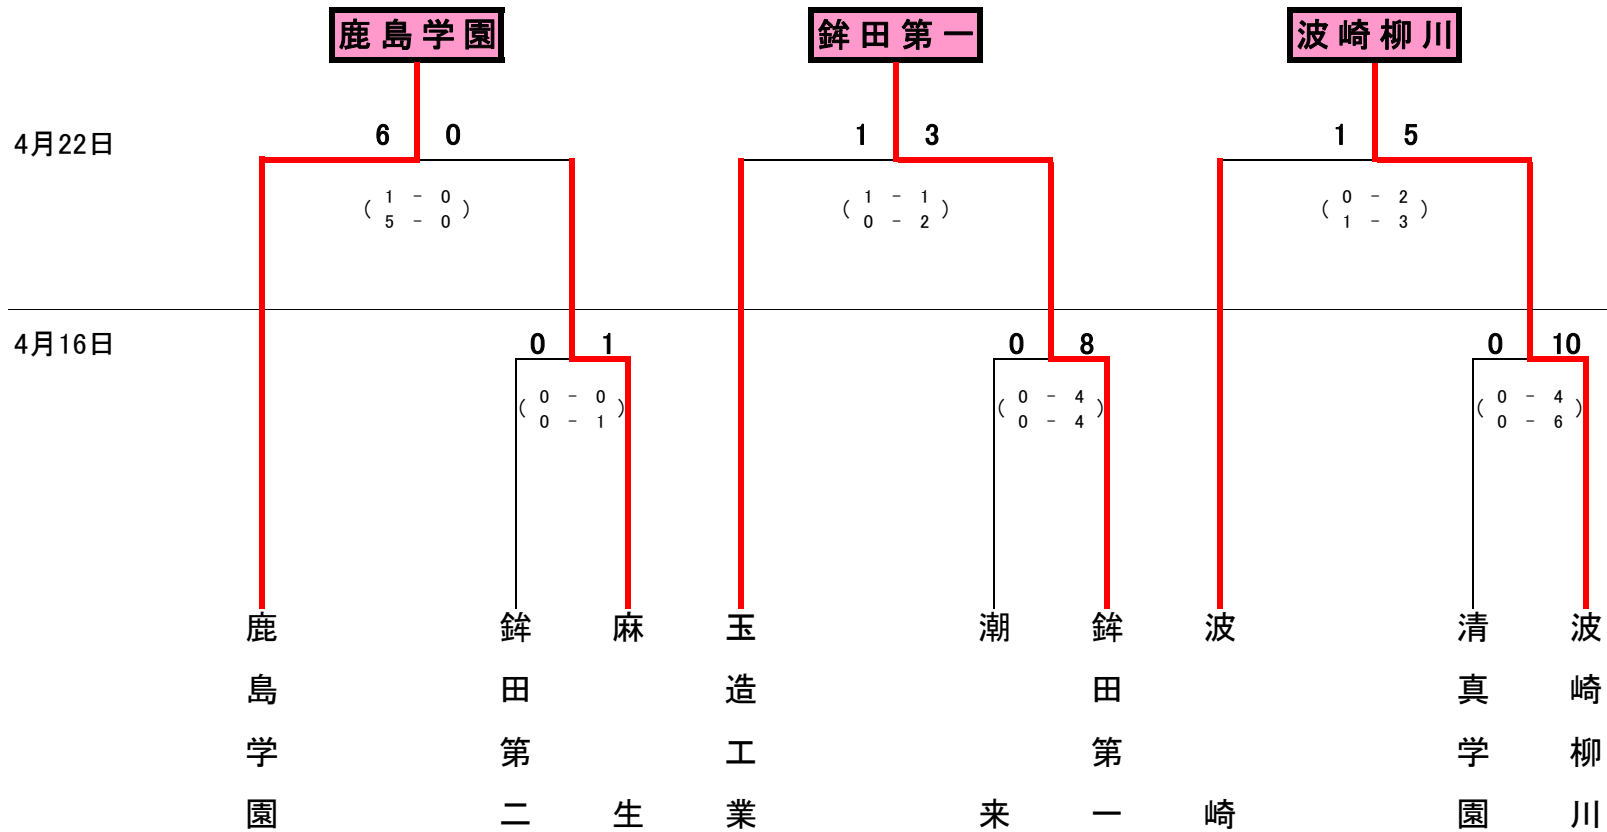 鹿島学園 鉾田第一 波崎柳川
4月22日 6 0 1 3 1 5
( 1 - 0 ) ( 1 - 1 ) ( 0 - 2 )
( 5 - 0 ) ( 0 - 2 ) ( 1 - 3 )
4月16日 0 1 0 8 0 10
( 0 - 0 ) ( 0 - 4 ) ( 0 - 4 )
( 0 - 1 ) ( 0 - 4 ) ( 0 - 6 )
鹿島学園
鉾田第二
麻生
玉造工業
潮来
鉾田第一
波崎
清真学園
波崎柳川